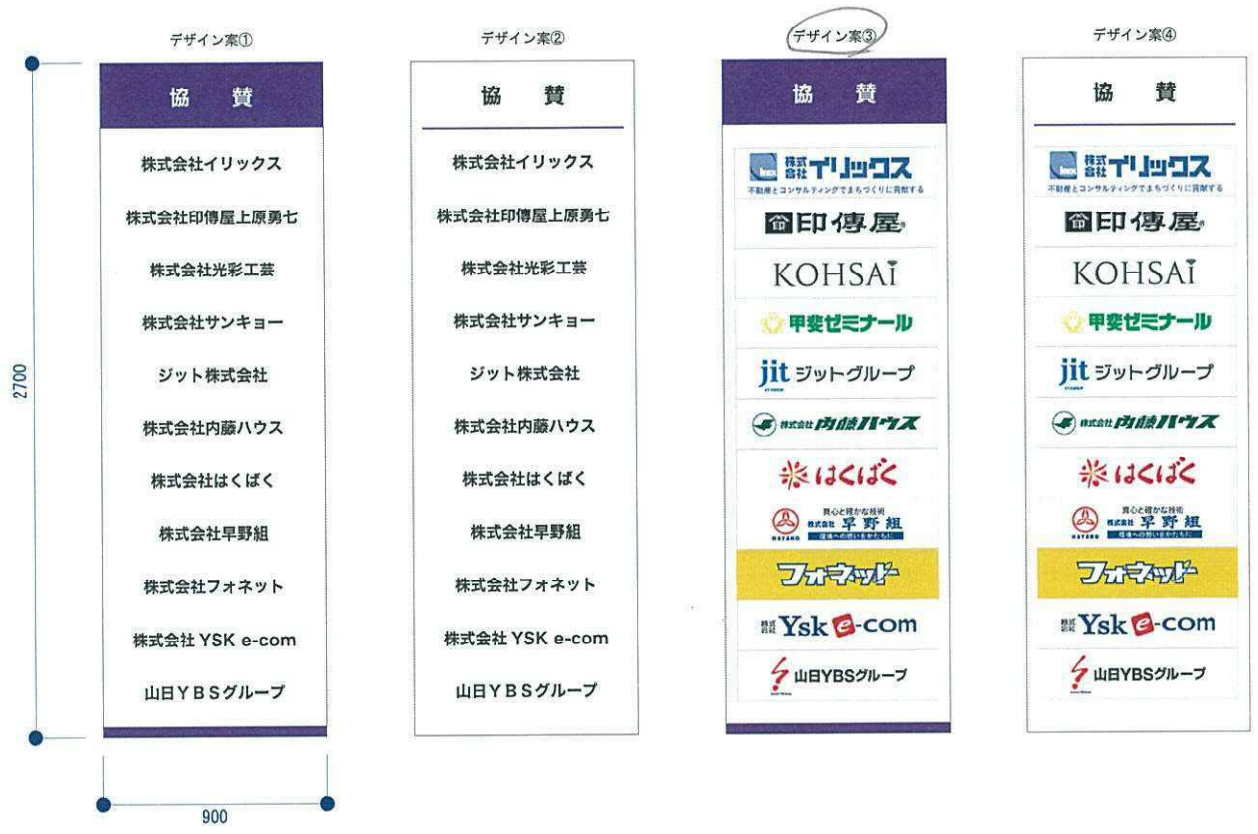 デザイン案①
協 賛
株式会社イリックス
株式会社印傳屋上原勇七
株式会社光彩工芸
株式会社サンキョー
ジット株式会社
株式会社内藤ハウス
株式会社はくばく
株式会社早野組
株式会社フォネット
株式会社 YSK e-com
山日YBSグループ
2700
900
デザイン案②
協 賛
株式会社イリックス
株式会社印傳屋上原勇七
株式会社光彩工芸
株式会社サンキョー
ジット株式会社
株式会社内藤ハウス
株式会社はくばく
株式会社早野組
株式会社フォネット
株式会社 YSK e-com
山日YBSグループ
デザイン案③
協 賛
株式会社イリックス
不動産とコンサルティングでまちづくりに貢献する
印傳屋
KOHSAI
甲斐ゼミナール
jit ジットグループ
株式会社 内藤ハウス
はくばく
真心と確かな技術
株式会社 早野組
HAYANO
フォネット
株式会社 Ysk e-com
山日YBSグループ
デザイン案④
協 賛
株式会社イリックス
不動産とコンサルティングでまちづくりに貢献する
印傳屋
KOHSAI
甲斐ゼミナール
jit ジットグループ
株式会社 内藤ハウス
はくばく
真心と確かな技術
株式会社 早野組
HAYANO
フォネット
株式会社 Ysk e-com
山日YBSグループ